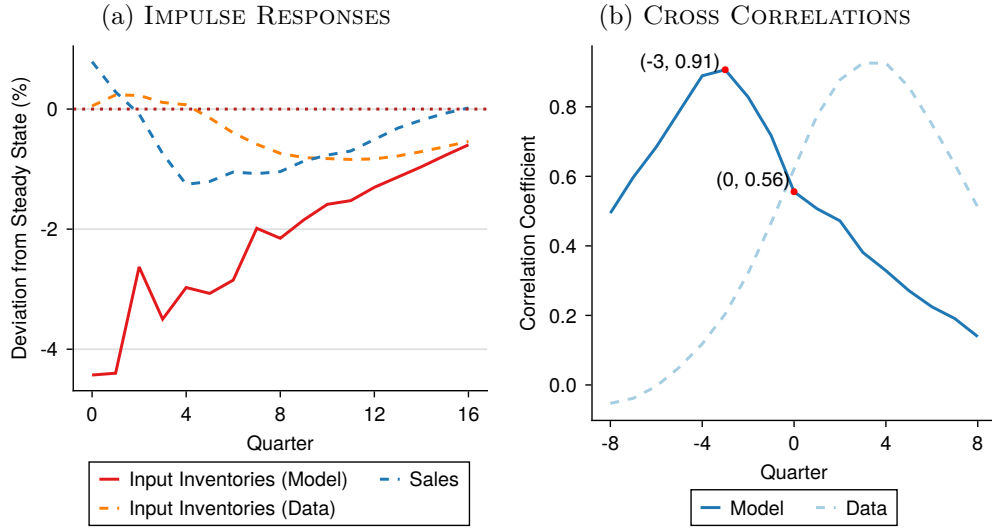 (a) IMPULSE RESPONSES
Deviation from Steady State (%)
0
-2
-4
0 4 8 12 16
Quarter
Input Inventories (Model) Sales
Input Inventories (Data)
(b) CROSS CORRELATIONS
(-3, 0.91)
(0, 0.56)
Correlation Coefficient
0.8
0.6
0.4
0.2
0.0
-8 -4 0 4 8
Quarter
Model Data